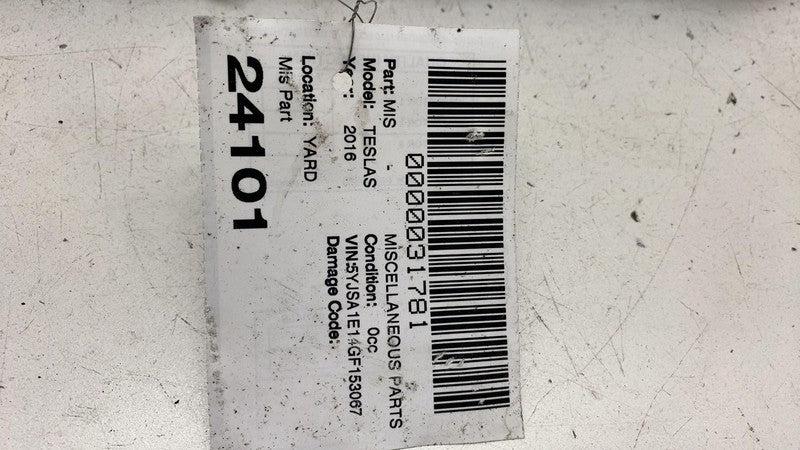 0000031781
Part: MIS - MISCELLANEOUS PARTS
Model: TESLAS Condition: 0cc
Year: 2016 VIN:5YJSA1E14GF153067
Damage Code:
Location: YARD
Mis Part
24101